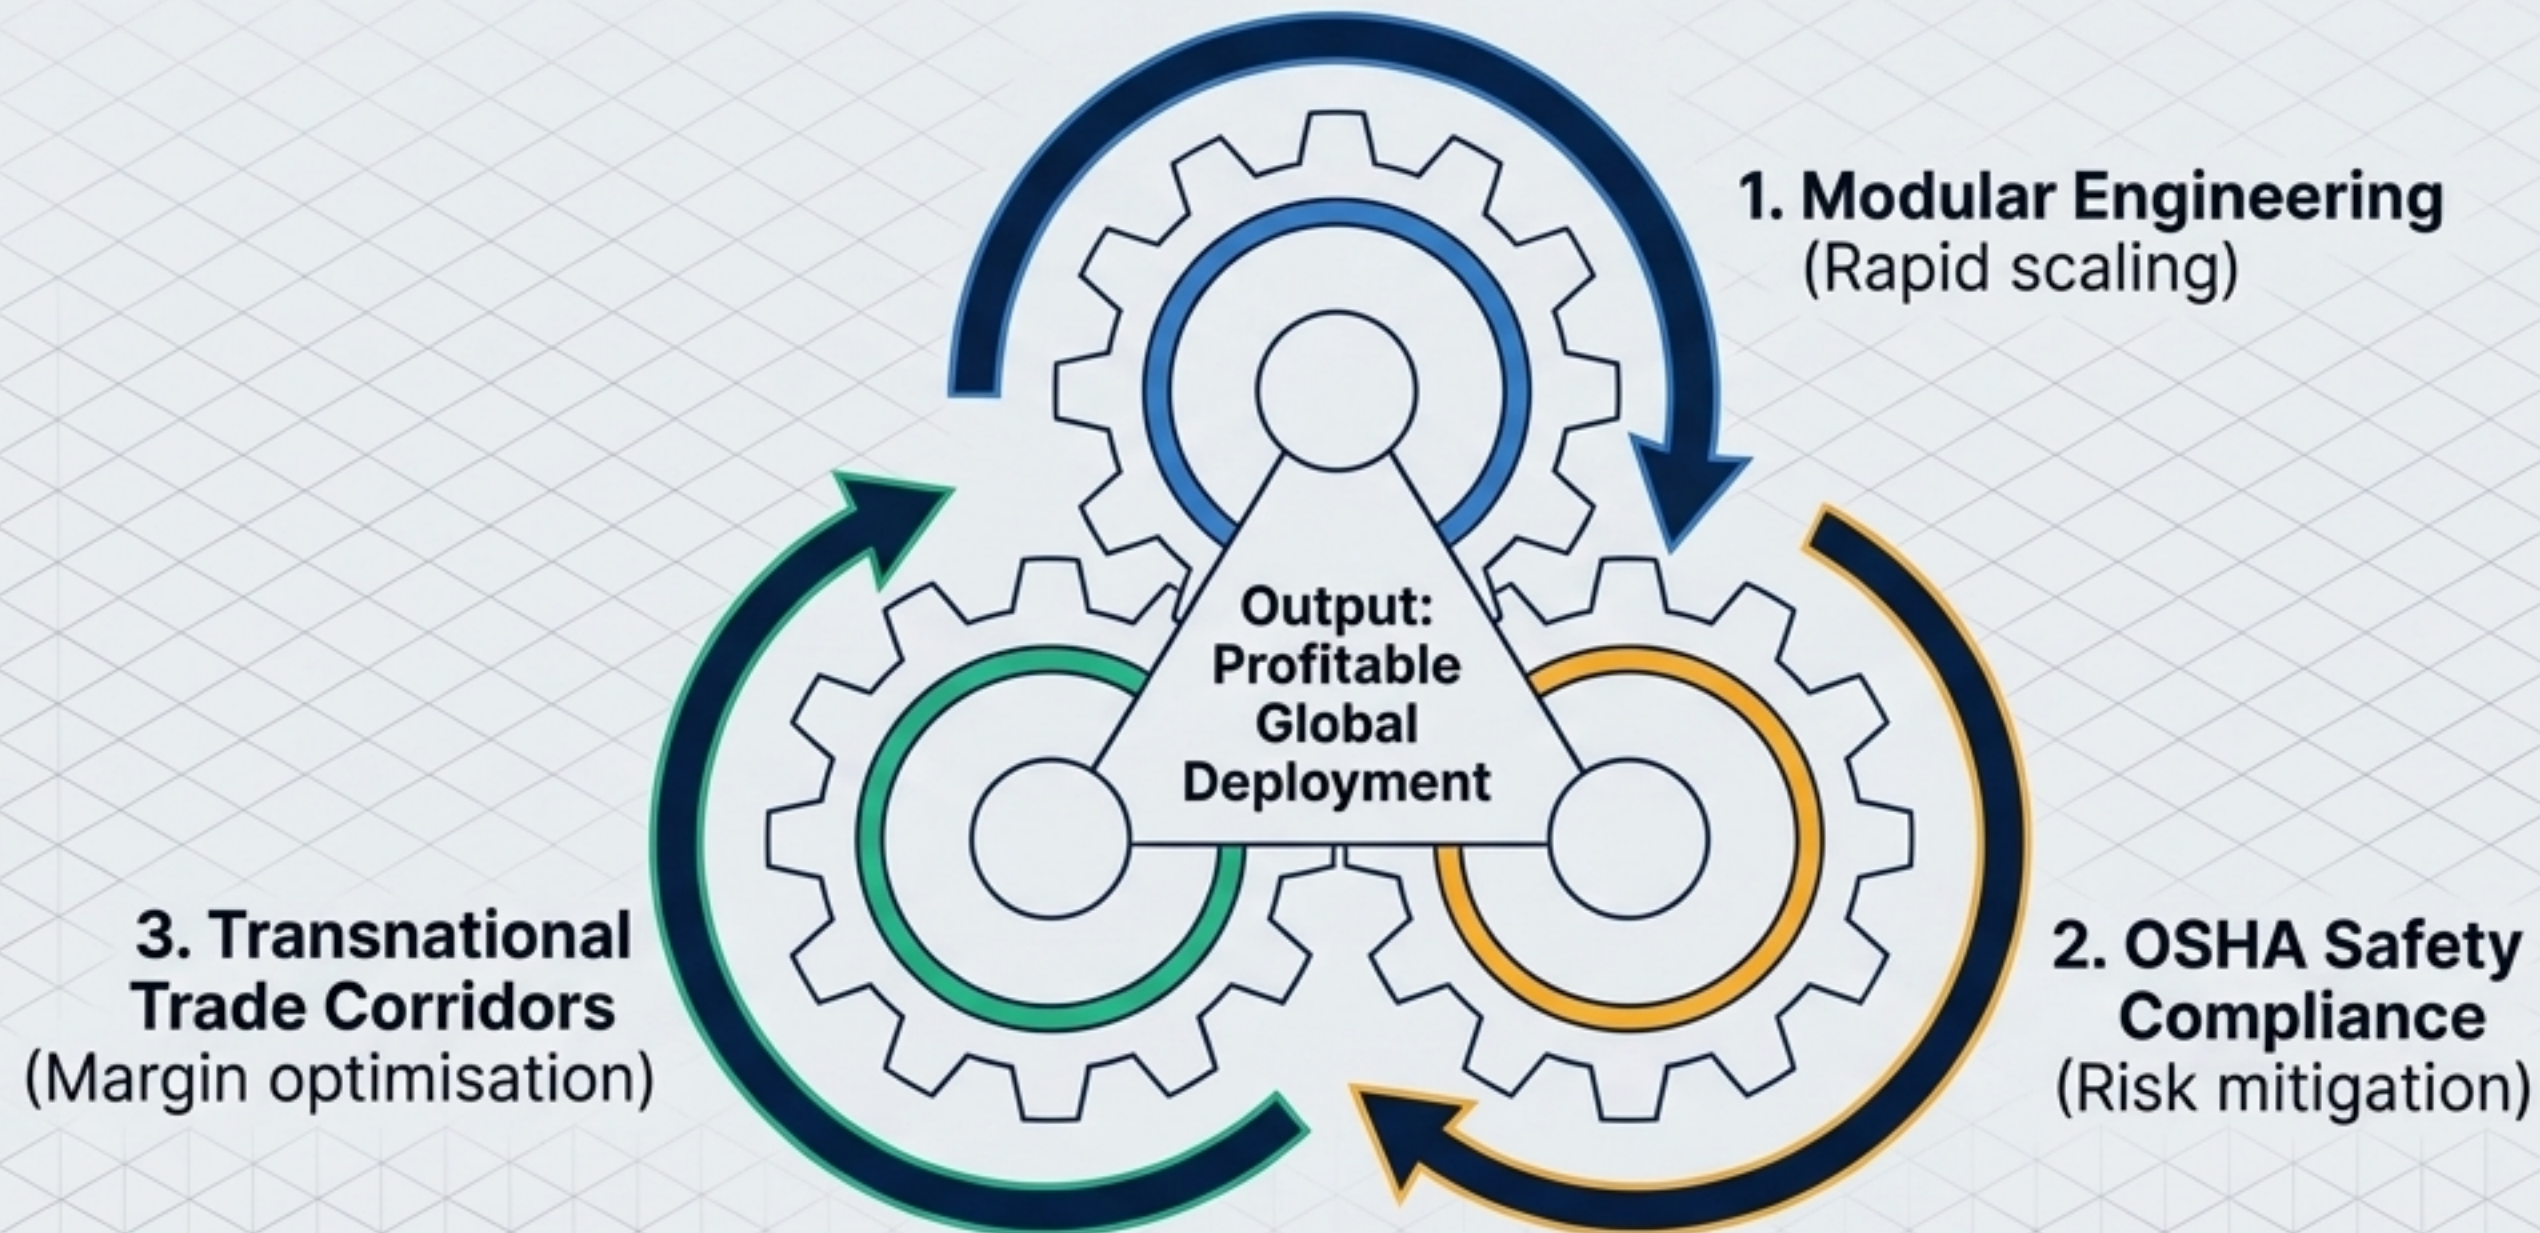 1. Modular Engineering
(Rapid scaling)
Output:
Profitable
Global
Deployment
2. OSHA Safety
Compliance
(Risk mitigation)
3. Transnational
Trade Corridors
(Margin optimisation)